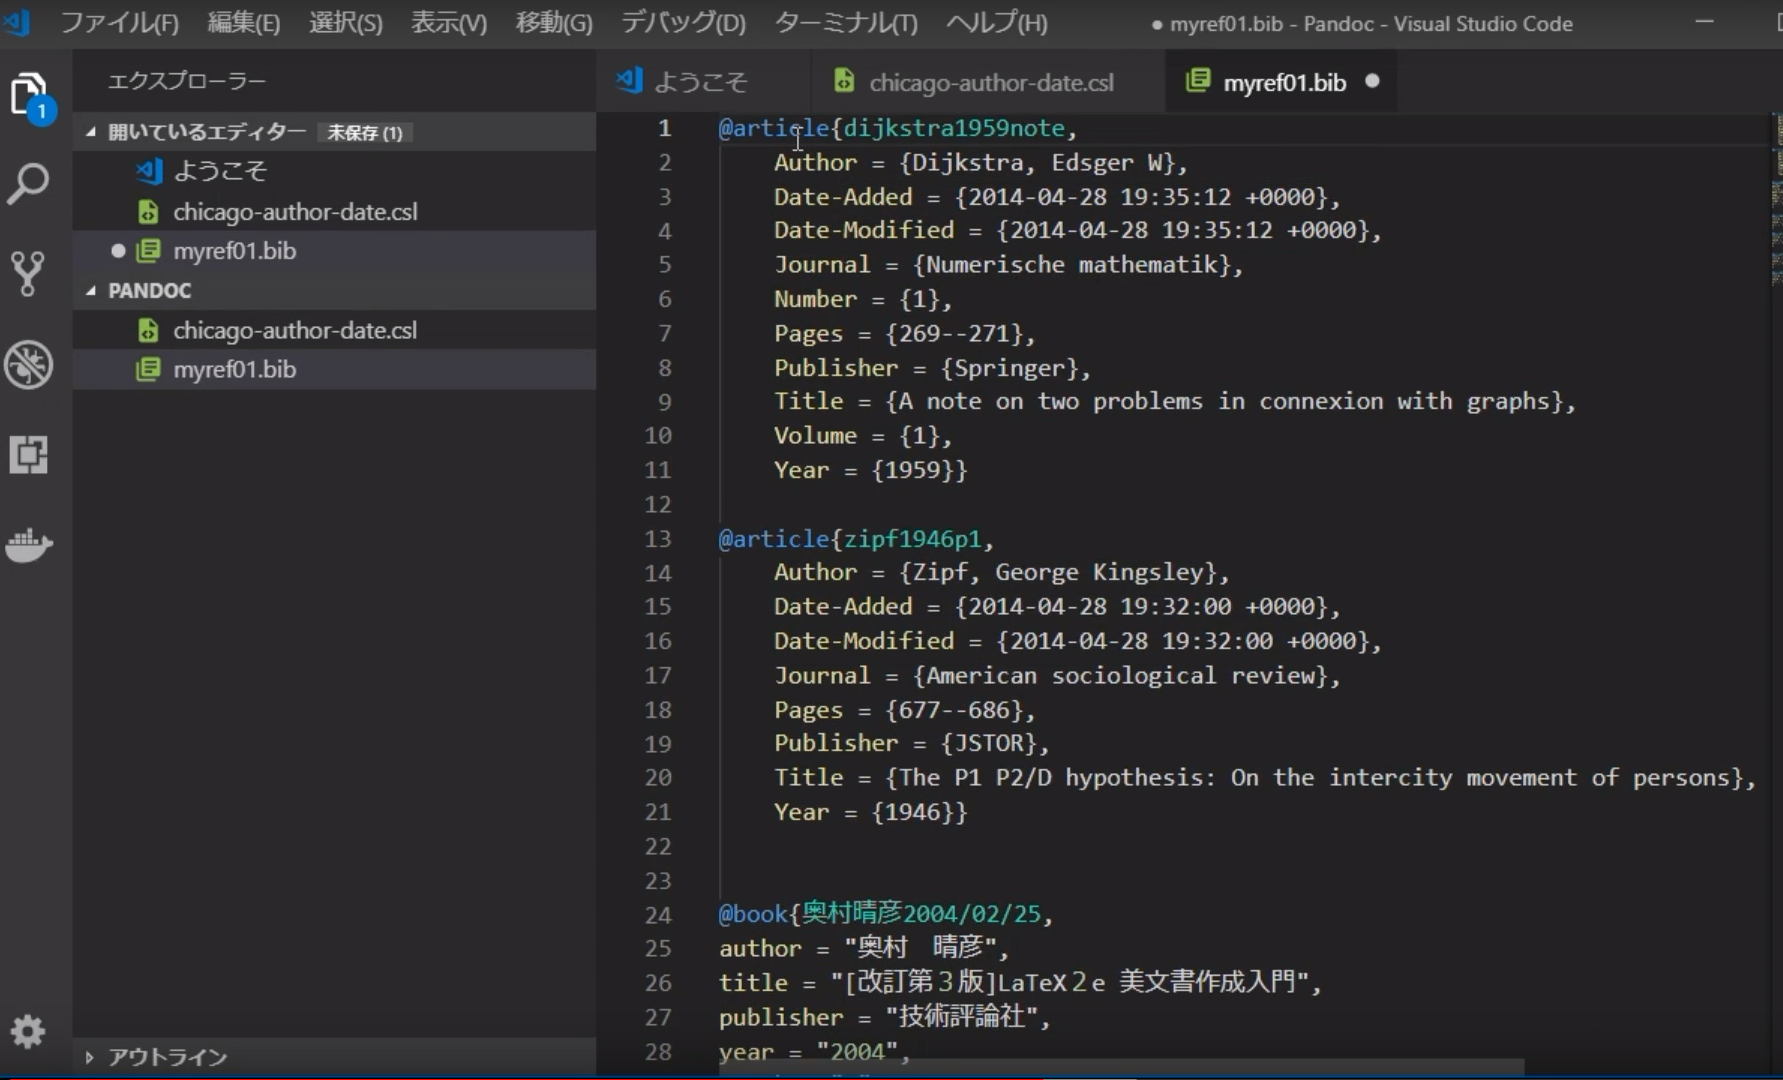 ファイル(F) 編集(E) 選択(S) 表示(V) 移動(G) デバッグ(D) ターミナル(T) ヘルプ(H) ● myref01.bib - Pandoc - Visual Studio Code
エクスプローラー
1
開いているエディター 未保存 (1)
ようこそ
chicago-author-date.csl
myref01.bib
PANDOC
chicago-author-date.csl
myref01.bib
アウトライン
ようこそ chicago-author-date.csl myref01.bib
1 @article{dijkstra1959note,
2 Author = {Dijkstra, Edsger W},
3 Date-Added = {2014-04-28 19:35:12 +0000},
4 Date-Modified = {2014-04-28 19:35:12 +0000},
5 Journal = {Numerische mathematik},
6 Number = {1},
7 Pages = {269--271},
8 Publisher = {Springer},
9 Title = {A note on two problems in connexion with graphs},
10 Volume = {1},
11 Year = {1959}}
12
13 @article{zipf1946p1,
14 Author = {Zipf, George Kingsley},
15 Date-Added = {2014-04-28 19:32:00 +0000},
16 Date-Modified = {2014-04-28 19:32:00 +0000},
17 Journal = {American sociological review},
18 Pages = {677--686},
19 Publisher = {JSTOR},
20 Title = {The P1 P2/D hypothesis: On the intercity movement of persons},
21 Year = {1946}}
22
23
24 @book{奥村晴彦2004/02/25,
25 author = "奥村　晴彦",
26 title = "[改訂第３版]LaTeX２e 美文書作成入門",
27 publisher = "技術評論社",
28 year = "2004",